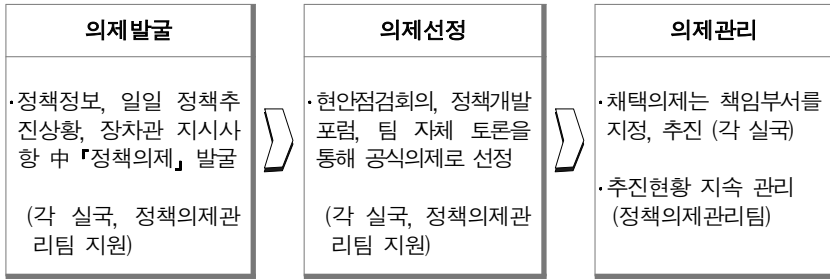 의제발굴
·정책정보, 일일 정책추
진상황, 장차관 지시사
항 中『정책의제』발굴
(각 실국, 정책의제관
리팀 지원)
의제선정
·현안점검회의, 정책개발
포럼, 팀 자체 토론을
통해 공식의제로 선정
(각 실국, 정책의제관
리팀 지원)
의제관리
·채택의제는 책임부서를
지정, 추진 (각 실국)
·추진현황 지속 관리
(정책의제관리팀)